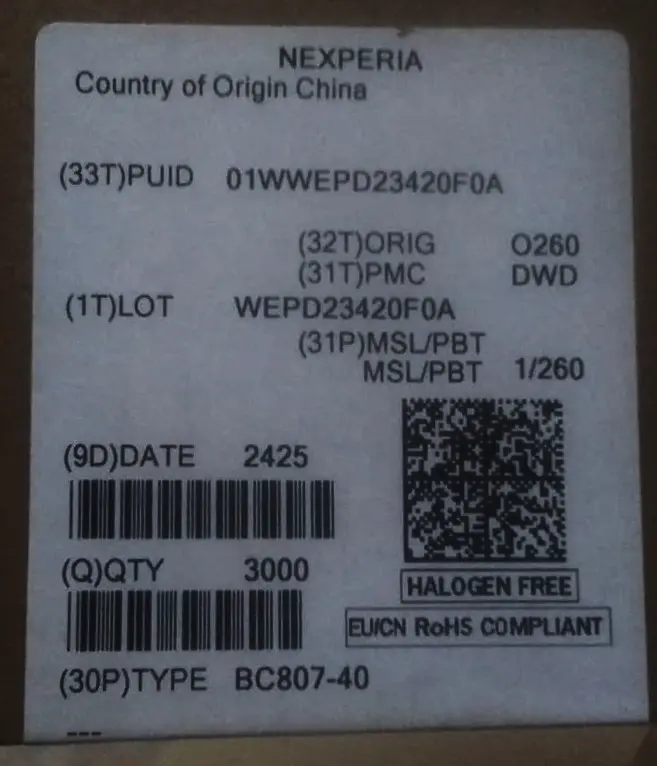 NEXPERIA
Country of Origin China
(33T)PUID 01WWEPD23420F0A
(32T)ORIG O260
(31T)PMC DWD
(1T)LOT WEPD23420F0A
(31P)MSL/PBT
MSL/PBT 1/260
(9D)DATE 2425
(Q)QTY 3000
HALOGEN FREE
EU/CN RoHS COMPLIANT
(30P)TYPE BC807-40
---